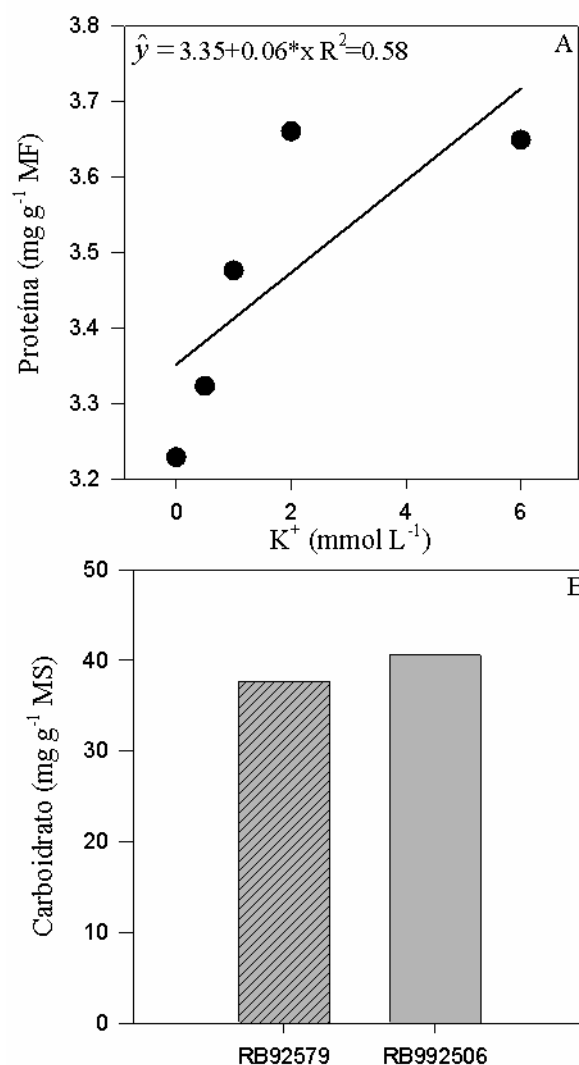 3.8
ŷ = 3.35+0.06*x R²=0.58
A
3.7
3.6
3.5
3.4
3.3
3.2
Proteína (mg g⁻¹ MF)
0 2 4 6
K⁺ (mmol L⁻¹)
50
40
30
20
10
0
Carboidrato (mg g⁻¹ MS)
RB92579 RB992506